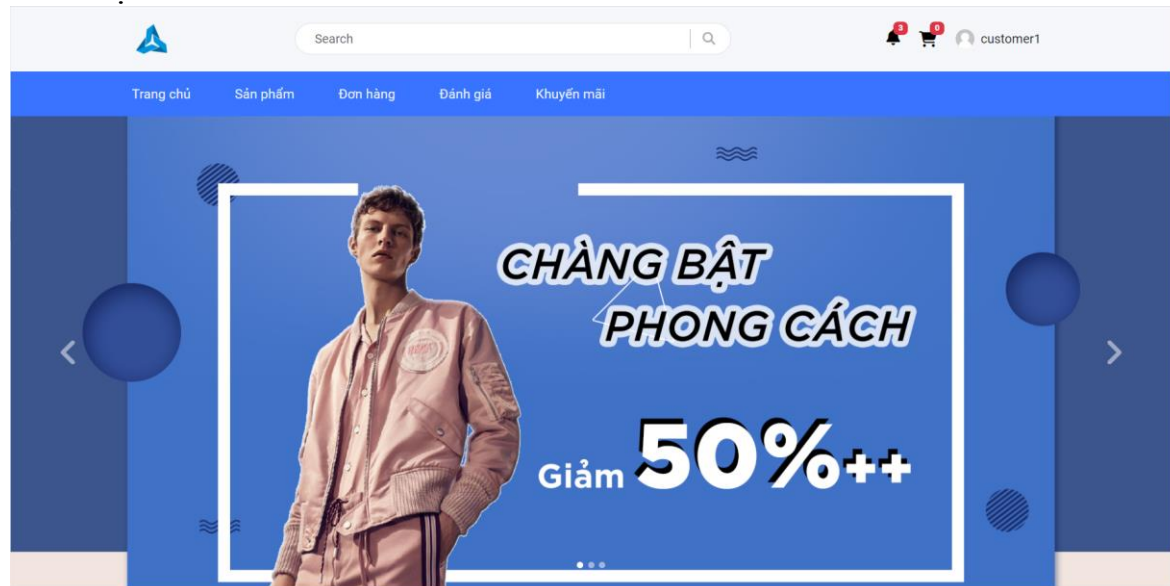 Search
3
0
customer1
Trang chủ Sản phẩm Đơn hàng Đánh giá Khuyến mãi
CHÀNG BẬT
PHONG CÁCH
Giảm 50%++